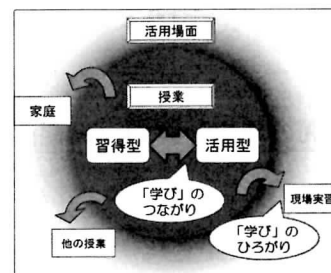 活用場面
家庭
授業
習得型
活用型
「学び」の
つながり
現場実習
「学び」の
ひろがり
他の授業